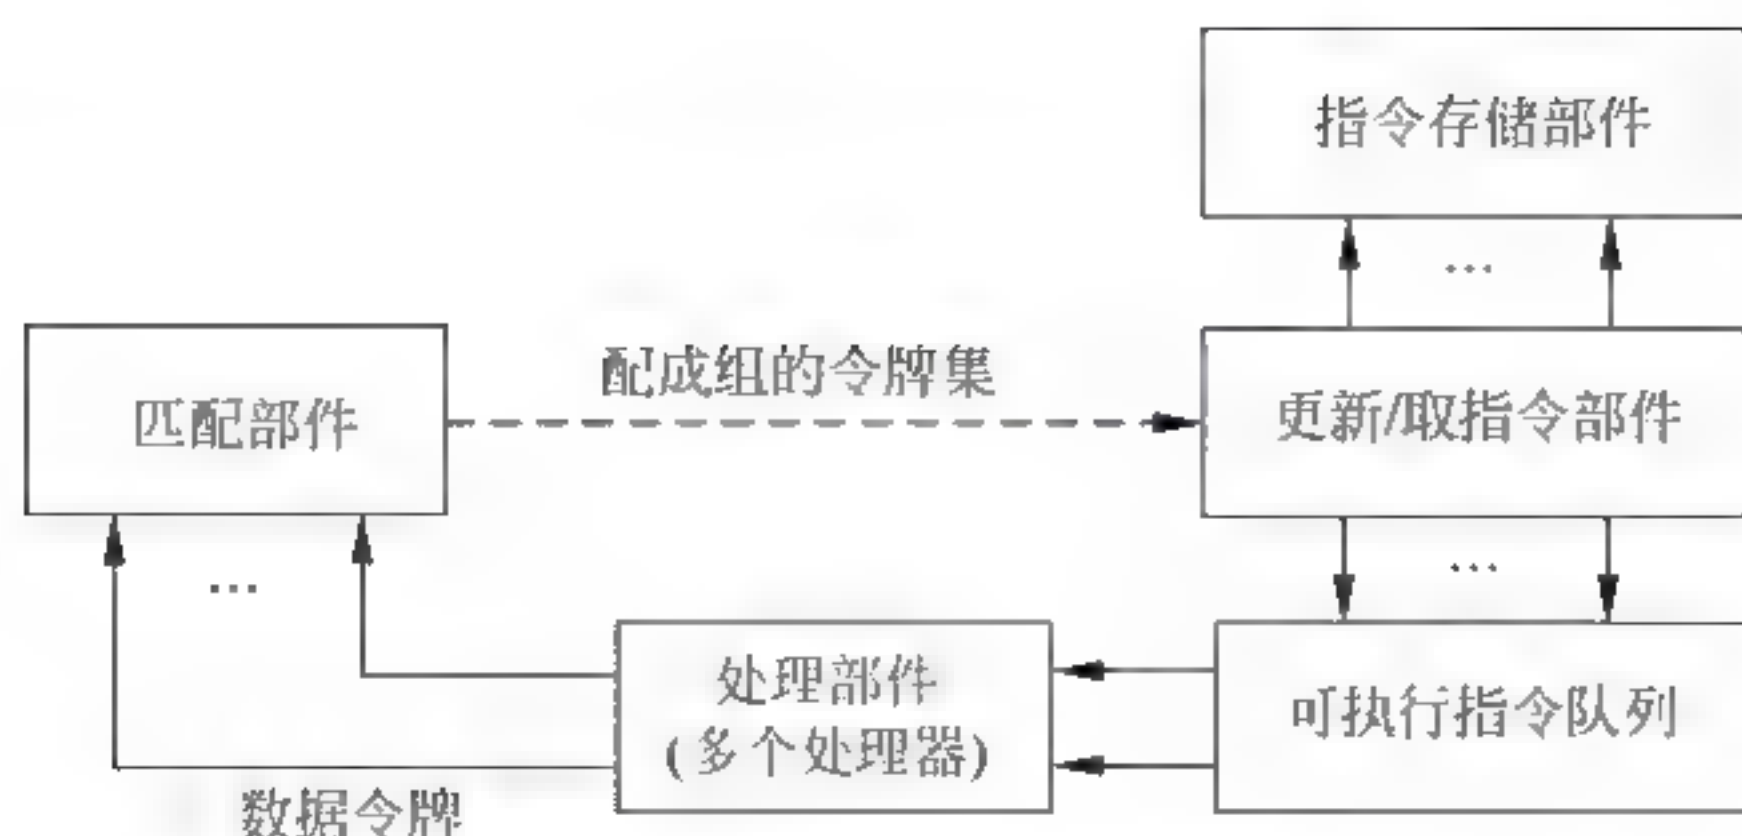 指令存储部件
…
配成组的令牌集
匹配部件
更新/取指令部件
…
…
处理部件
(多个处理器)
可执行指令队列
数据令牌